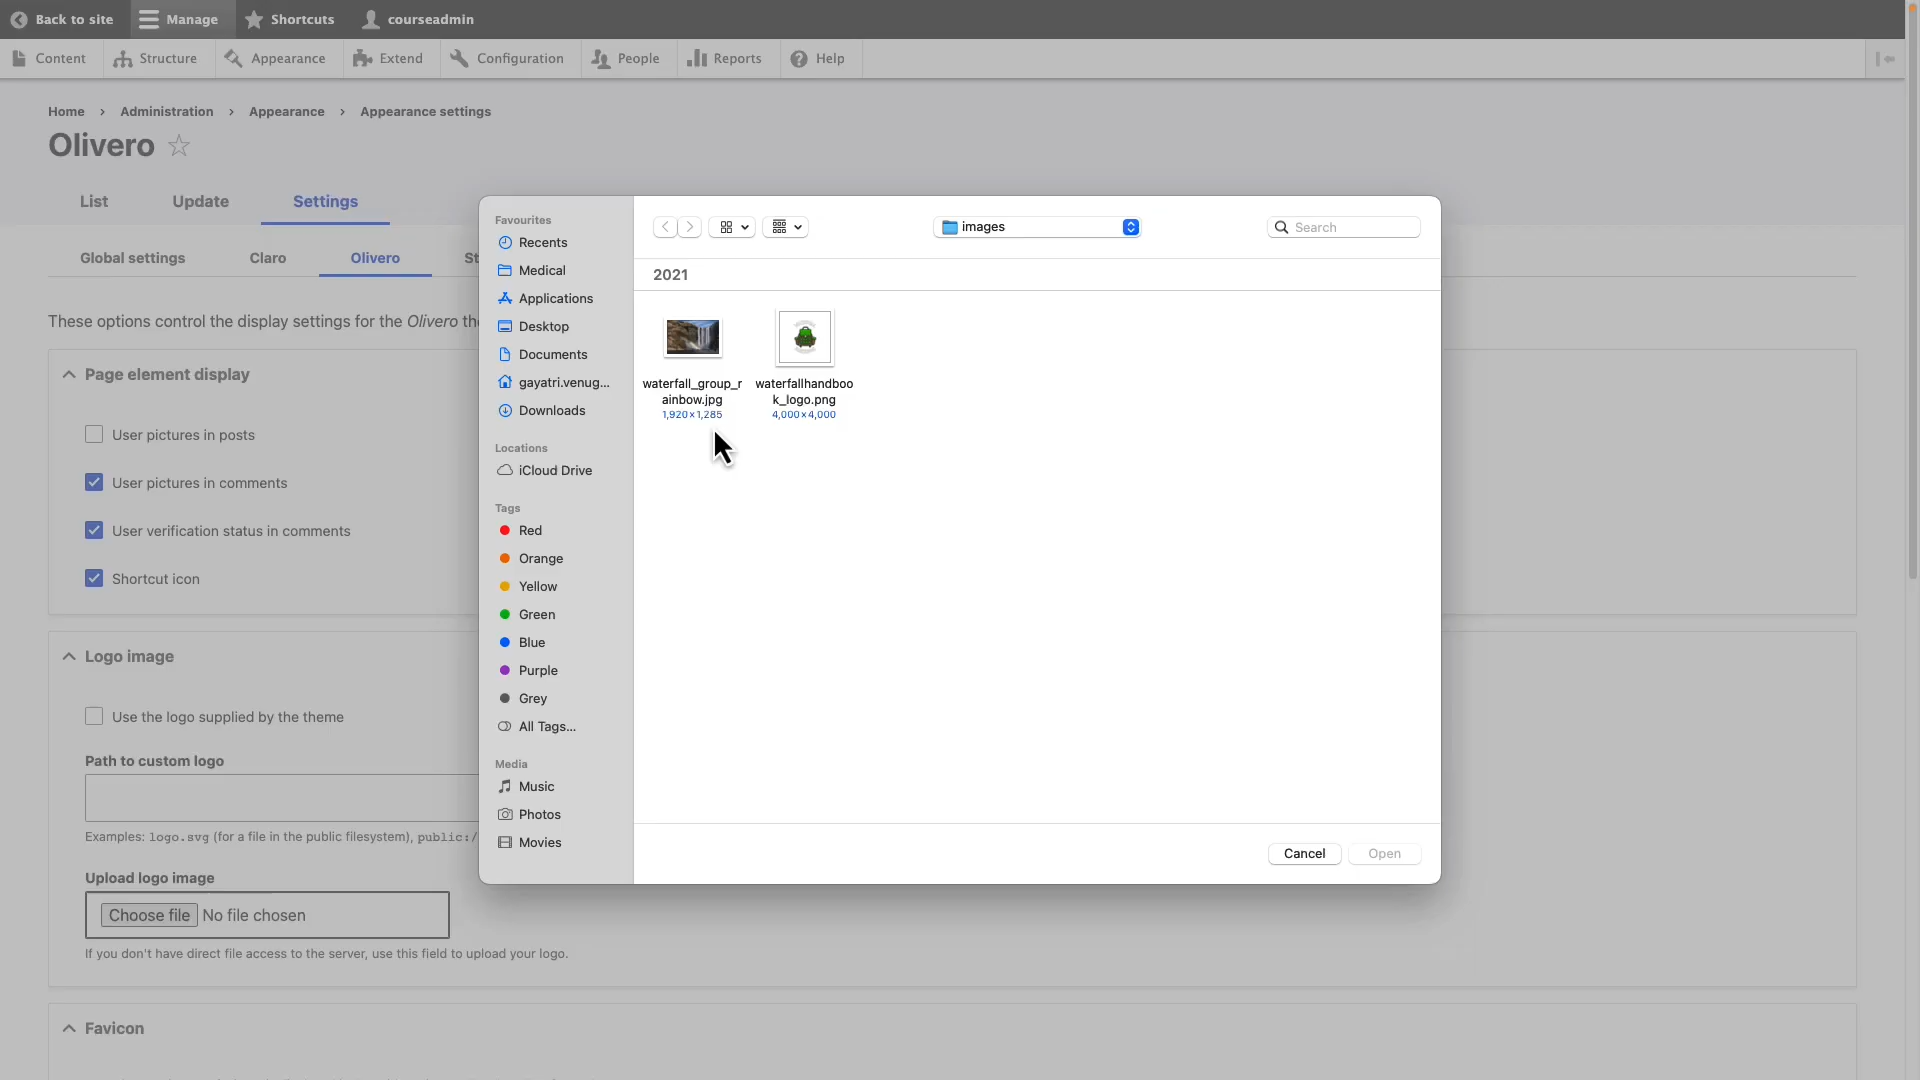 Back to site
Manage
Shortcuts
courseadmin
Content
Structure
Appearance
Extend
Configuration
People
Reports
Help
Home › Administration › Appearance › Appearance settings
Olivero
List
Update
Settings
Global settings
Claro
Olivero
St
These options control the display settings for the Olivero the
Page element display
User pictures in posts
User pictures in comments
User verification status in comments
Shortcut icon
Logo image
Use the logo supplied by the theme
Path to custom logo
Examples: logo.svg (for a file in the public filesystem), public:/
Upload logo image
Choose file No file chosen
If you don't have direct file access to the server, use this field to upload your logo.
Favicon
Favourites
Recents
Medical
Applications
Desktop
Documents
gayatri.venug...
Downloads
Locations
iCloud Drive
Tags
Red
Orange
Yellow
Green
Blue
Purple
Grey
All Tags...
Media
Music
Photos
Movies
images
Search
2021
waterfall_group_r
ainbow.jpg
1,920×1,285
waterfallhandboo
k_logo.png
4,000×4,000
Cancel
Open